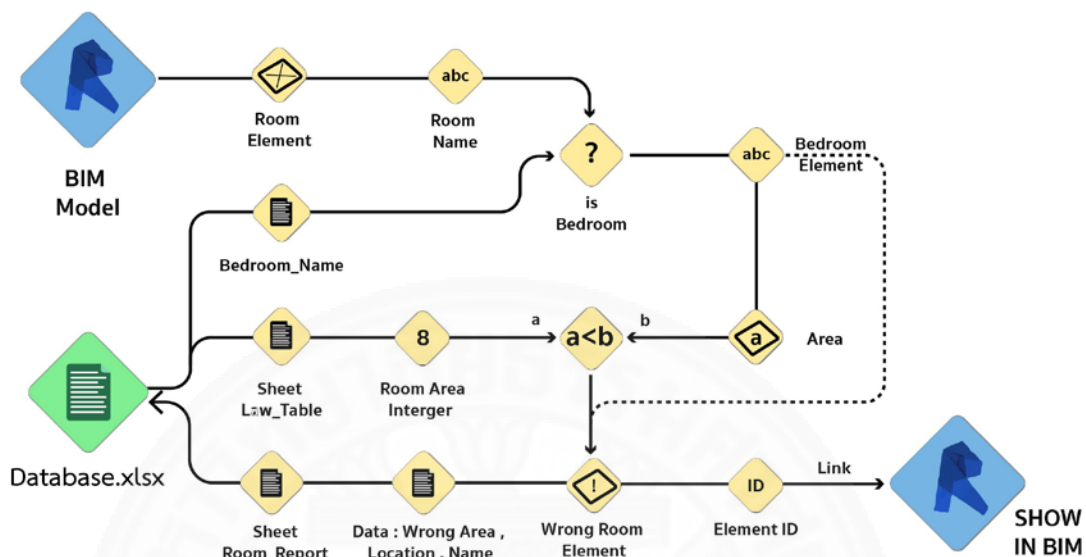 abc
Room
Element
Room
Name
BIM
Model
?
is
Bedroom
abc
Bedroom
Element
Bedroom_Name
a
8
a<b
b
a
Area
Sheet
Law_Table
Room Area
Interger
Database.xlsx
!
ID
Link
Sheet
Room_Report
Data : Wrong Area ,
Location , Name
Wrong Room
Element
Element ID
SHOW
IN BIM